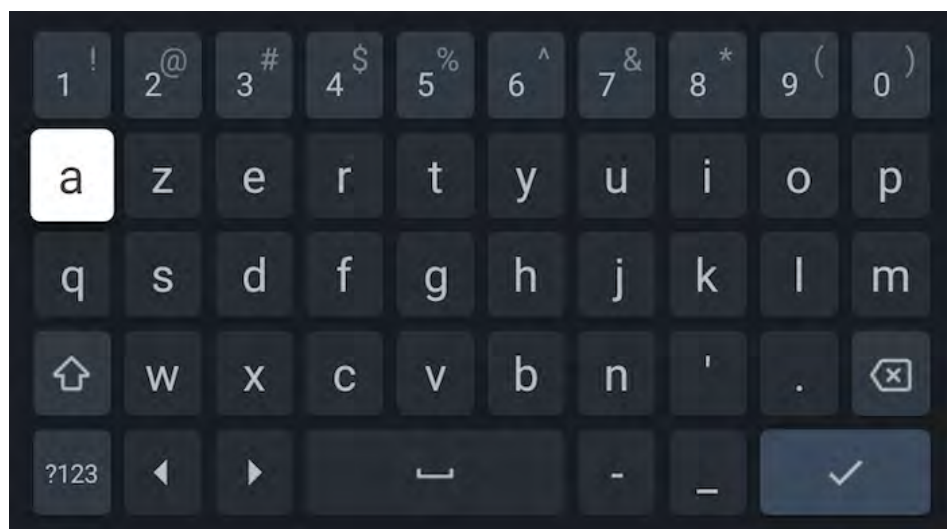 1 ! 2 @ 3 # 4 $ 5 % 6 ^ 7 & 8 * 9 ( 0 )
a z e r t y u i o p
q s d f g h j k l m
w x c v b n ' .
?123 - _